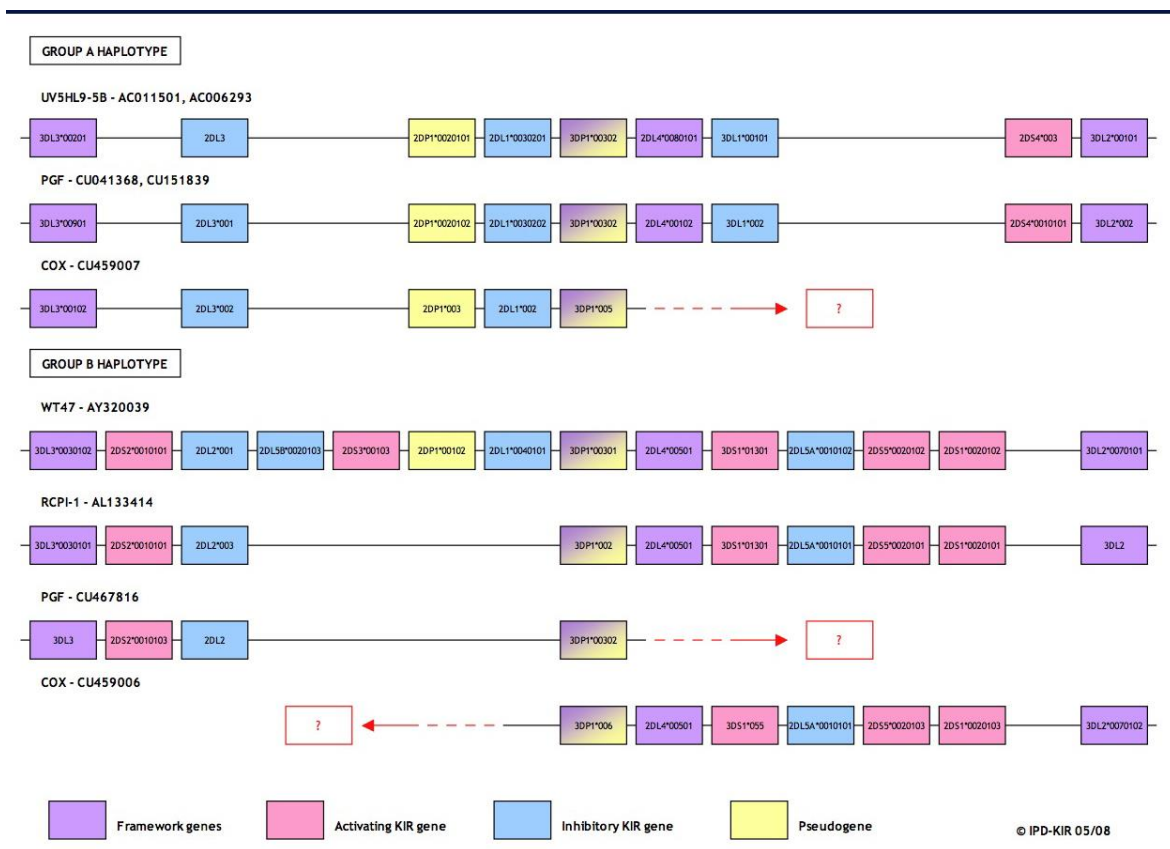 GROUP A HAPLOTYPE
UV5HL9-5B - AC011501, AC006293
3DL3*00201 2DL3 2DP1*0020101 2DL1*0030201 3DP1*00302 2DL4*0080101 3DL1*00101 2DS4*003 3DL2*00101
PGF - CU041368, CU151839
3DL3*00901 2DL3*001 2DP1*0020102 2DL1*0030202 3DP1*00302 2DL4*00102 3DL1*002 2DS4*0010101 3DL2*002
COX - CU459007
3DL3*00102 2DL3*002 2DP1*003 2DL1*002 3DP1*005 ?
GROUP B HAPLOTYPE
WT47 - AY320039
3DL3*0030102 2DS2*0010101 2DL2*001 2DL5B*0020103 2DS3*00103 2DP1*00102 2DL1*0040101 3DP1*00301 2DL4*00501 3DS1*01301 2DL5A*0010102 2DS5*0020102 2DS1*0020102 3DL2*0070101
RCPI-1 - AL133414
3DL3*0030101 2DS2*0010101 2DL2*003 3DP1*002 2DL4*00501 3DS1*01301 2DL5A*0010101 2DS5*0020101 2DS1*0020101 3DL2
PGF - CU467816
3DL3 2DS2*0010103 2DL2 3DP1*00302 ?
COX - CU459006
? 3DP1*006 2DL4*00501 3DS1*055 2DL5A*0010101 2DS5*0020103 2DS1*0020103 3DL2*0070102
Framework genes Activating KIR gene Inhibitory KIR gene Pseudogene © IPD-KIR 05/08